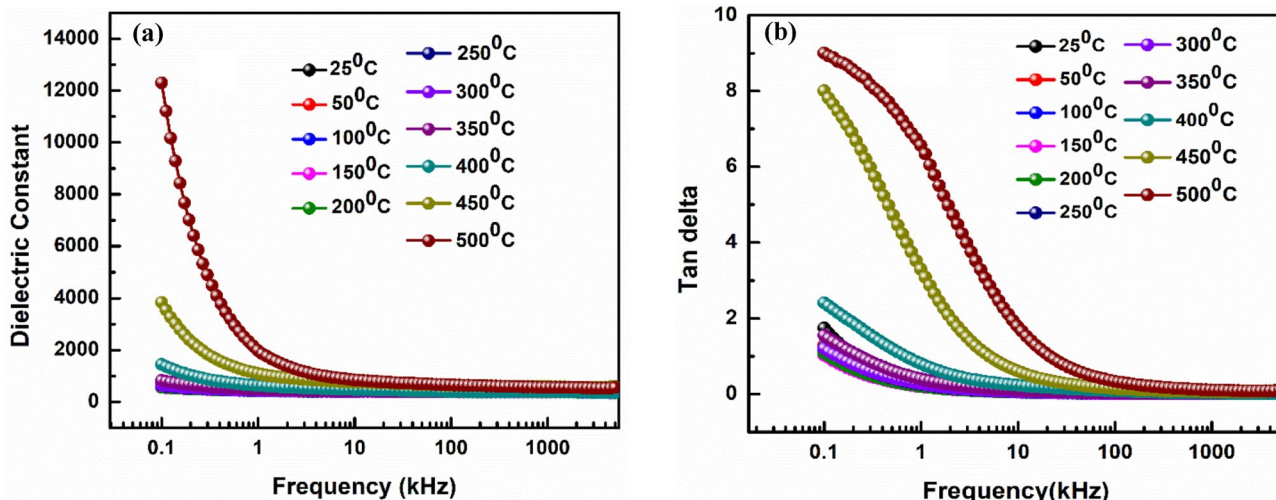 (a)
Dielectric Constant
14000
12000
10000
8000
6000
4000
2000
0
25⁰C
50⁰C
100⁰C
150⁰C
200⁰C
250⁰C
300⁰C
350⁰C
400⁰C
450⁰C
500⁰C
0.1 1 10 100 1000
Frequency (kHz)
(b)
Tan delta
10
8
6
4
2
0
25⁰C
50⁰C
100⁰C
150⁰C
200⁰C
250⁰C
300⁰C
350⁰C
400⁰C
450⁰C
500⁰C
0.1 1 10 100 1000
Frequency(kHz)